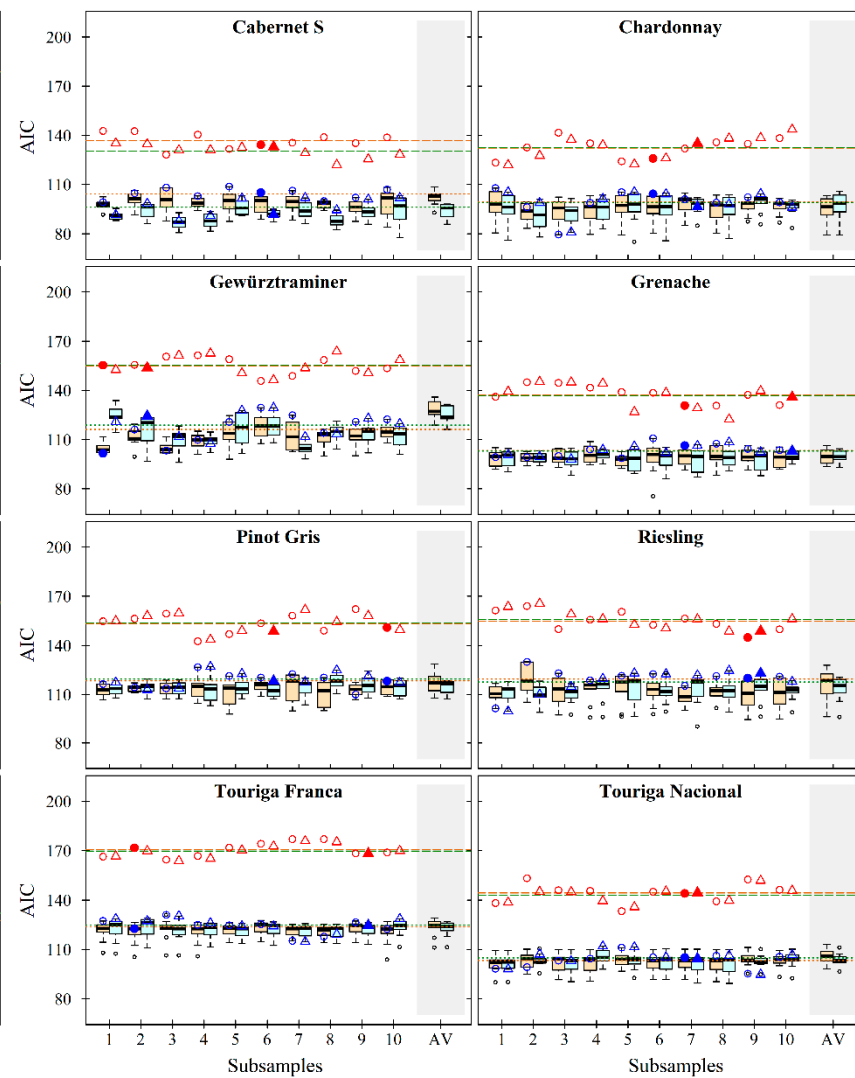 Cabernet S Chardonnay
200
170
140
110
80
AIC
Gewürztraminer Grenache
200
170
140
110
80
AIC
Pinot Gris Riesling
200
170
140
110
80
AIC
Touriga Franca Touriga Nacional
200
170
140
110
80
AIC
1 2 3 4 5 6 7 8 9 10 AV 1 2 3 4 5 6 7 8 9 10 AV
Subsamples Subsamples